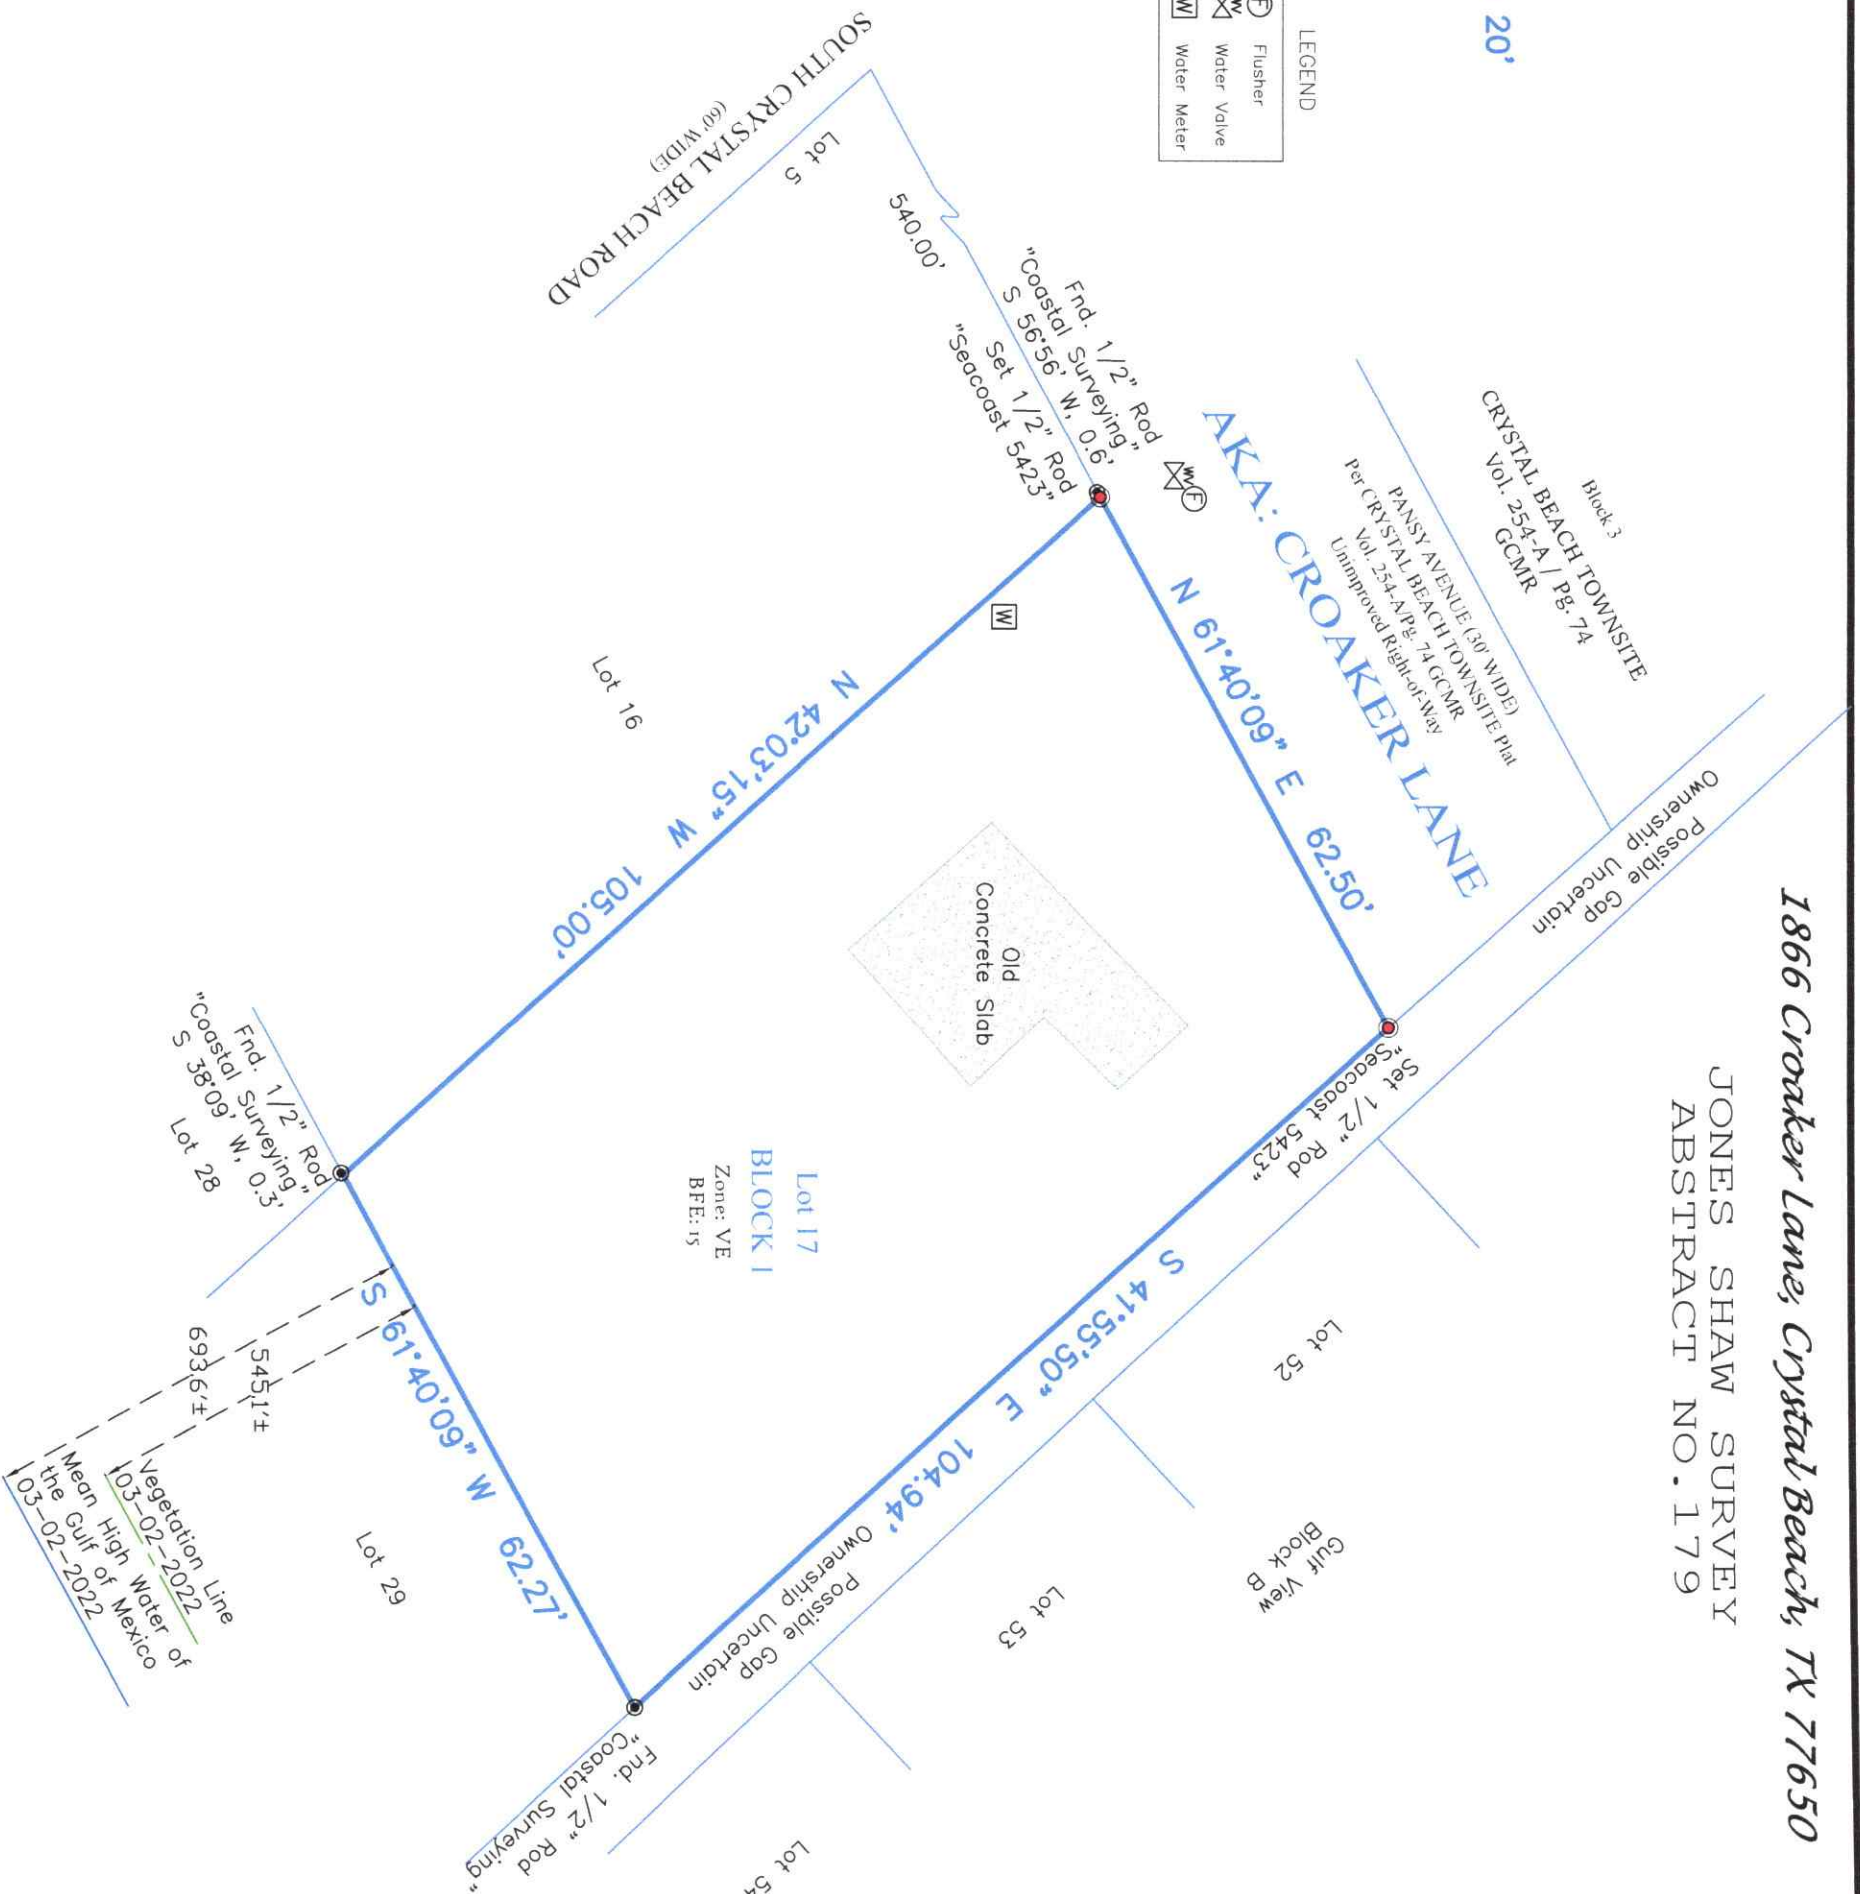 1866 Croaker Lane, Crystal Beach, TX 77650
JONES SHAW SURVEY
ABSTRACT NO. 179
20'
LEGEND
F Flusher
WV Water Valve
W Water Meter
Block 3
CRYSTAL BEACH TOWNSITE
Vol. 254-A / Pg. 74
GCMR
PANSY AVENUE (30' WIDE)
Per CRYSTAL BEACH TOWNSITE Plat
Vol. 254-A/Pg. 74 GCMR
Unimproved Right-of-Way
AKA: CROAKER LANE
Possible Gap
Ownership Uncertain
SOUTH CRYSTAL BEACH ROAD
(60' WIDE)
Lot 5
540.00'
Fnd. 1/2" Rod
"Coastal Surveying"
S 56°56' W, 0.6'
Set 1/2" Rod
"Seacoast 5423"
WV
F
W
N 61°40'09" E 62.50'
Set 1/2" Rod
"Seacoast 5423"
N 42°03'15" W 105.00'
Lot 16
Old
Concrete Slab
Lot 17
BLOCK 1
Zone: VE
BFE: 15
S 41°55'50" E 104.94'
Possible Gap
Ownership Uncertain
Lot 52
Gulf View
Block B
Lot 53
Lot 54
Fnd. 1/2" Rod
"Coastal Surveying"
S 38°09' W, 0.3'
Lot 28
S 61°40'09" W 62.27'
Lot 29
545.1'±
693.6'±
Vegetation Line
03-02-2022
Mean High Water of
the Gulf of Mexico
03-02-2022
Fnd. 1/2" Rod
"Coastal Surveying"